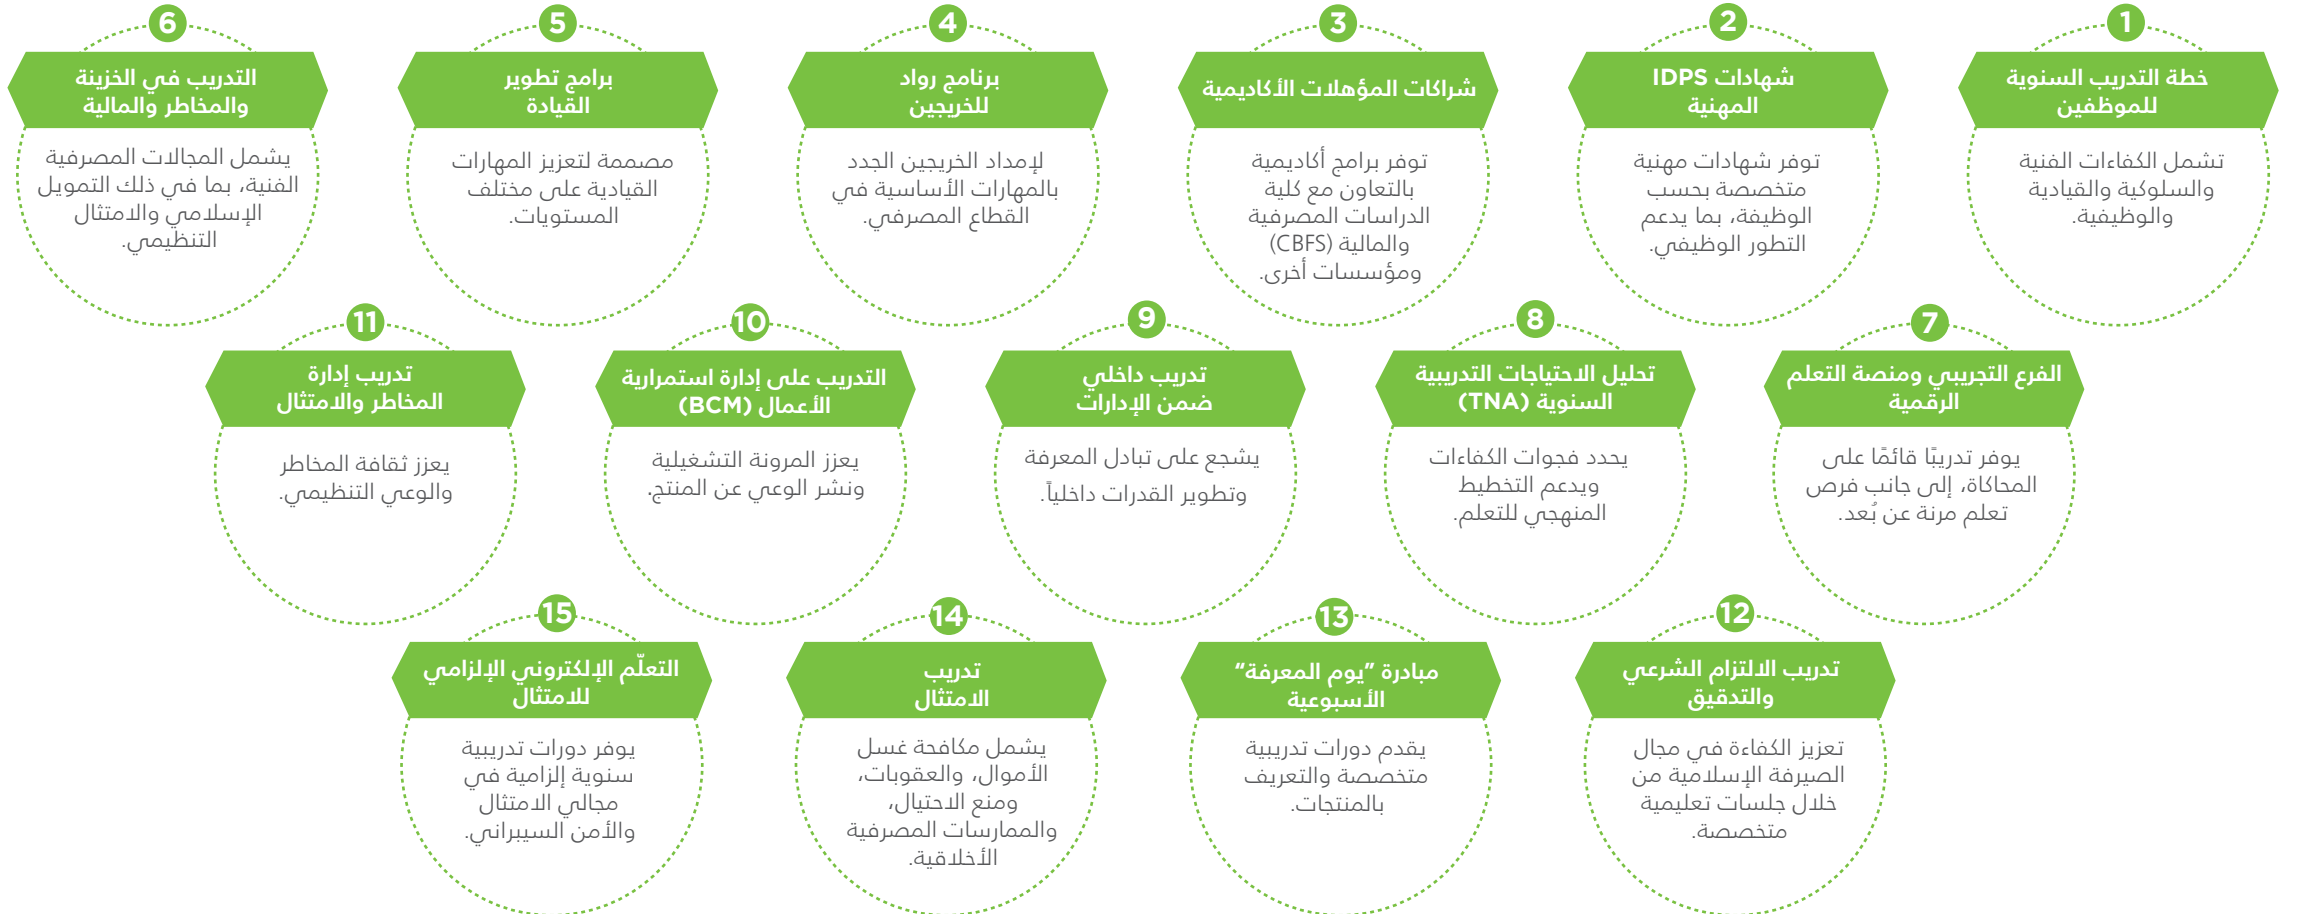 1
خطة التدريب السنوية
للموظفين
تشمل الكفاءات الفنية
والسلوكية والقيادية
والوظيفية.
2
شهادات IDPS
المهنية
توفر شهادات مهنية
متخصصة بحسب
الوظيفة، بما يدعم
التطور الوظيفي.
3
شراكات المؤهلات الأكاديمية
توفر برامج أكاديمية
بالتعاون مع كلية
الدراسات المصرفية
والمالية (CBFS)
ومؤسسات أخرى.
4
برنامج رواد
للخريجين
لإمداد الخريجين الجدد
بالمهارات الأساسية في
القطاع المصرفي.
5
برامج تطوير
القيادة
مصممة لتعزيز المهارات
القيادية على مختلف
المستويات.
6
التدريب في الخزينة
والمخاطر والمالية
يشمل المجالات المصرفية
الفنية، بما في ذلك التمويل
الإسلامي والامتثال
التنظيمي.
7
الفرع التجريبي ومنصة التعلم
الرقمية
يوفر تدريبًا قائمًا على
المحاكاة، إلى جانب فرص
تعلم مرنة عن بُعد.
8
تحليل الاحتياجات التدريبية
السنوية (TNA)
يحدد فجوات الكفاءات
ويدعم التخطيط
المنهجي للتعلم.
9
تدريب داخلي
ضمن الإدارات
يشجع على تبادل المعرفة
وتطوير القدرات داخلياً.
10
التدريب على إدارة استمرارية
الأعمال (BCM)
يعزز المرونة التشغيلية
ونشر الوعي عن المنتج.
11
تدريب إدارة
المخاطر والامتثال
يعزز ثقافة المخاطر
والوعي التنظيمي.
12
تدريب الالتزام الشرعي
والتدقيق
تعزيز الكفاءة في مجال
الصيرفة الإسلامية من
خلال جلسات تعليمية
متخصصة.
13
مبادرة “يوم المعرفة”
الأسبوعية
يقدم دورات تدريبية
متخصصة والتعريف
بالمنتجات.
14
تدريب
الامتثال
يشمل مكافحة غسل
الأموال، والعقوبات،
ومنع الاحتيال،
والممارسات المصرفية
الأخلاقية.
15
التعلّم الإلكتروني الإلزامي
للامتثال
يوفر دورات تدريبية
سنوية إلزامية في
مجالي الامتثال
والأمن السيبراني.